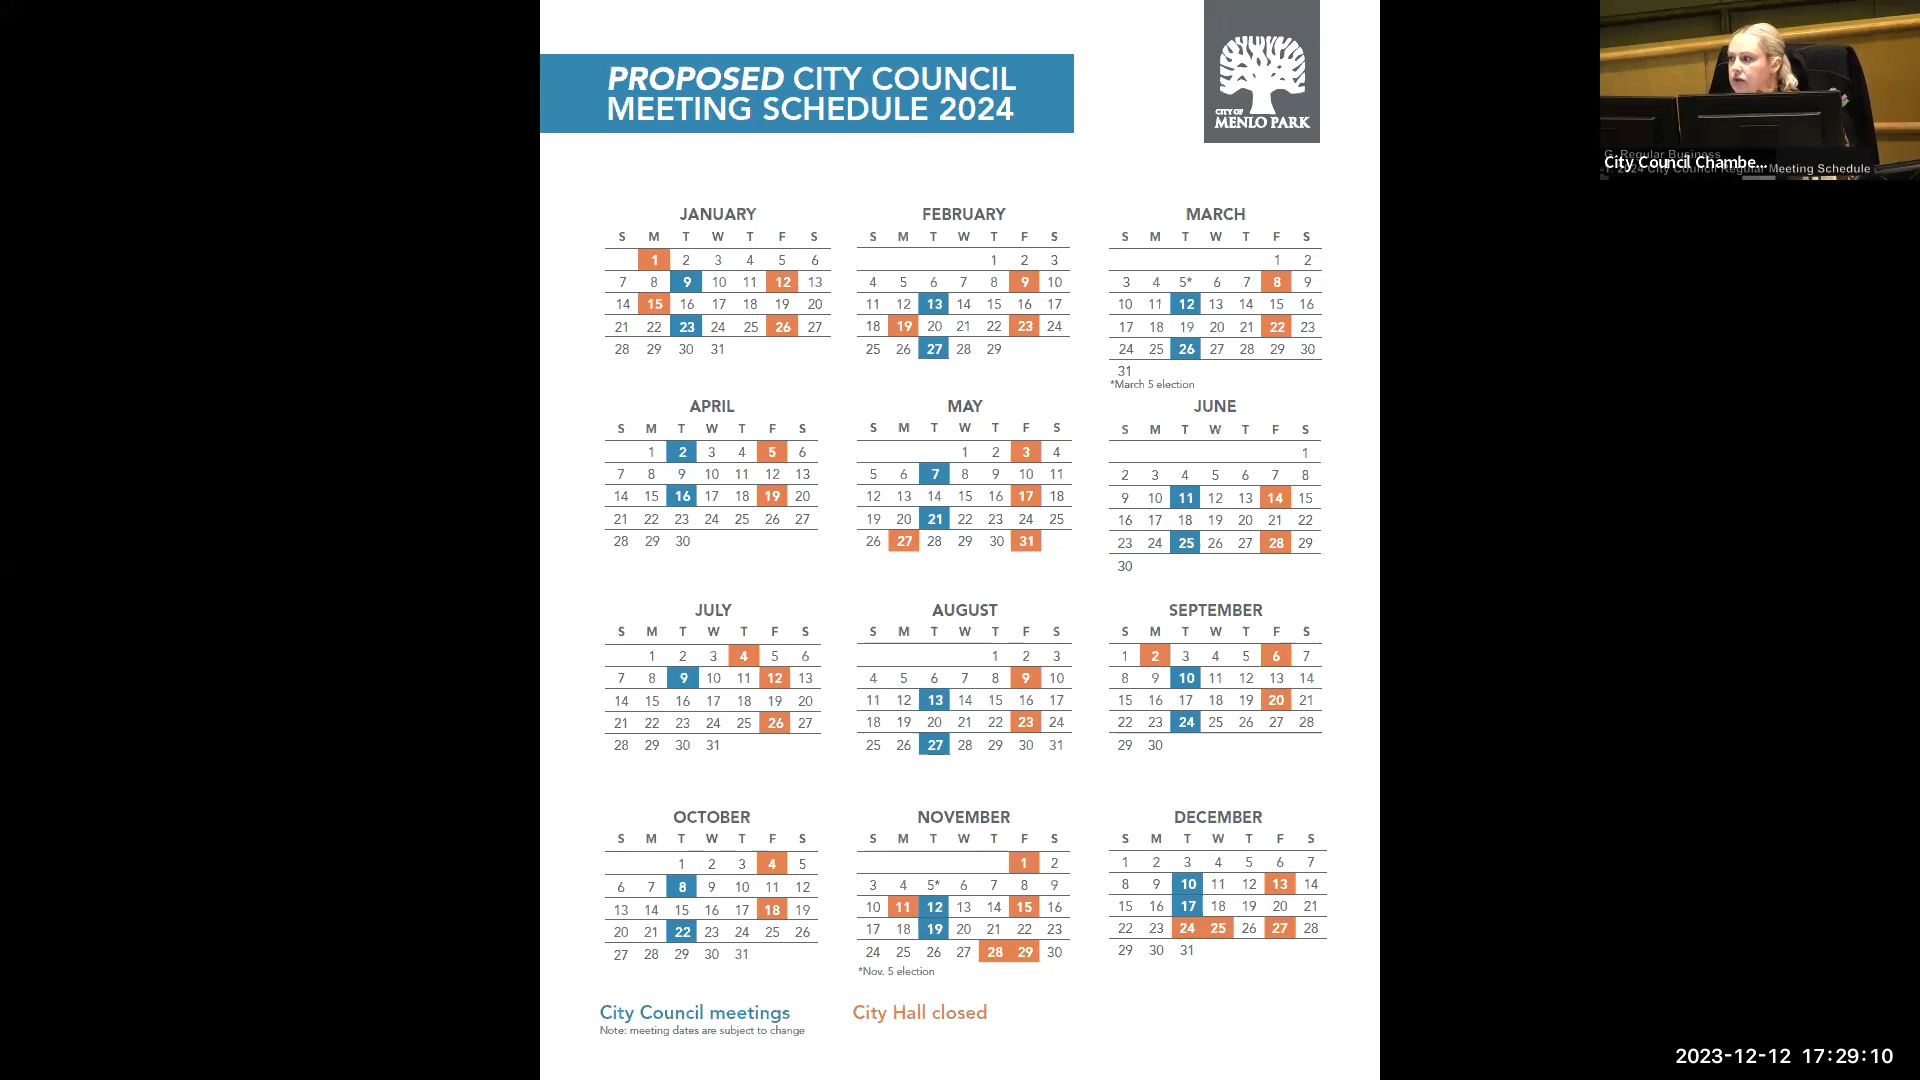 PROPOSED CITY COUNCIL
MEETING SCHEDULE 2024
CITY OF
MENLO PARK
G. Regular Business
City Council Chambe...
2024 City Council Regular Meeting Schedule
JANUARY
S M T W T F S
1 2 3 4 5 6
7 8 9 10 11 12 13
14 15 16 17 18 19 20
21 22 23 24 25 26 27
28 29 30 31
FEBRUARY
S M T W T F S
1 2 3
4 5 6 7 8 9 10
11 12 13 14 15 16 17
18 19 20 21 22 23 24
25 26 27 28 29
MARCH
S M T W T F S
1 2
3 4 5* 6 7 8 9
10 11 12 13 14 15 16
17 18 19 20 21 22 23
24 25 26 27 28 29 30
31
*March 5 election
APRIL
S M T W T F S
1 2 3 4 5 6
7 8 9 10 11 12 13
14 15 16 17 18 19 20
21 22 23 24 25 26 27
28 29 30
MAY
S M T W T F S
1 2 3 4
5 6 7 8 9 10 11
12 13 14 15 16 17 18
19 20 21 22 23 24 25
26 27 28 29 30 31
JUNE
S M T W T F S
1
2 3 4 5 6 7 8
9 10 11 12 13 14 15
16 17 18 19 20 21 22
23 24 25 26 27 28 29
30
JULY
S M T W T F S
1 2 3 4 5 6
7 8 9 10 11 12 13
14 15 16 17 18 19 20
21 22 23 24 25 26 27
28 29 30 31
AUGUST
S M T W T F S
1 2 3
4 5 6 7 8 9 10
11 12 13 14 15 16 17
18 19 20 21 22 23 24
25 26 27 28 29 30 31
SEPTEMBER
S M T W T F S
1 2 3 4 5 6 7
8 9 10 11 12 13 14
15 16 17 18 19 20 21
22 23 24 25 26 27 28
29 30
OCTOBER
S M T W T F S
1 2 3 4 5
6 7 8 9 10 11 12
13 14 15 16 17 18 19
20 21 22 23 24 25 26
27 28 29 30 31
NOVEMBER
S M T W T F S
1 2
3 4 5* 6 7 8 9
10 11 12 13 14 15 16
17 18 19 20 21 22 23
24 25 26 27 28 29 30
*Nov. 5 election
DECEMBER
S M T W T F S
1 2 3 4 5 6 7
8 9 10 11 12 13 14
15 16 17 18 19 20 21
22 23 24 25 26 27 28
29 30 31
City Council meetings
Note: meeting dates are subject to change
City Hall closed
2023-12-12 17:29:10